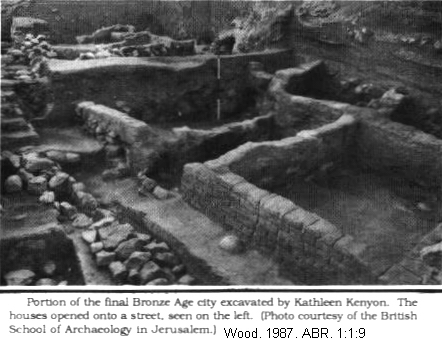 Portion of the final Bronze Age city excavated by Kathleen Kenyon. The
houses opened onto a street, seen on the left. (Photo courtesy of the British
School of Archaeology in Jerusalem.) Wood. 1987. ABR. 1:1:9